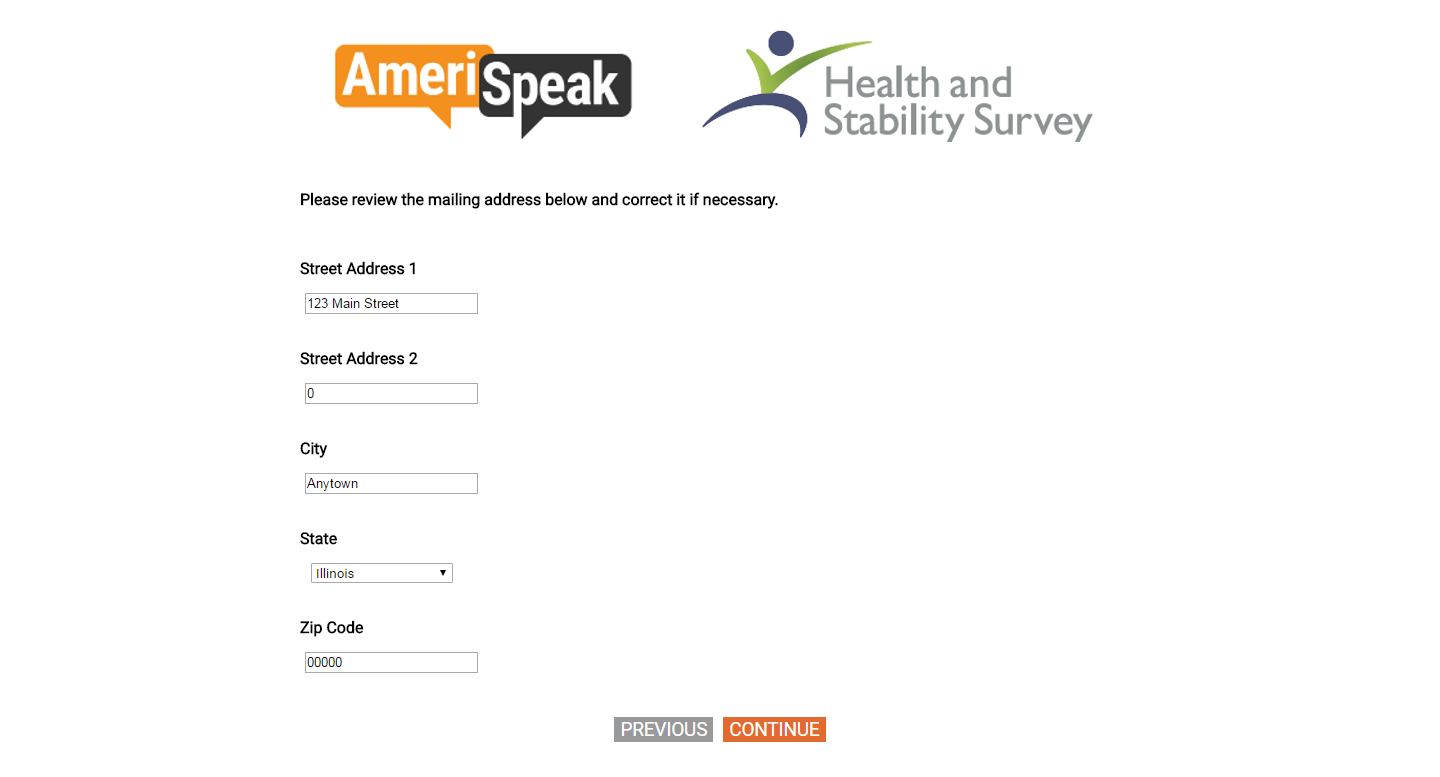 AmeriSpeak
Health and
Stability Survey
Please review the mailing address below and correct it if necessary.
Street Address 1
123 Main Street
Street Address 2
0
City
Anytown
State
Illinois
Zip Code
00000
PREVIOUS CONTINUE